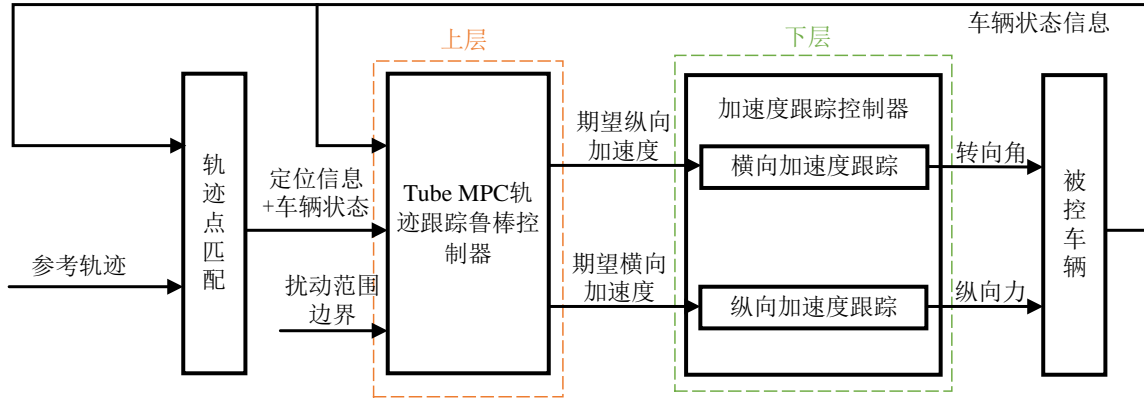 车辆状态信息
上层
下层
轨
迹
点
匹
配
参考轨迹
定位信息
+车辆状态
扰动范围
边界
Tube MPC轨
迹跟踪鲁棒控
制器
期望纵向
加速度
期望横向
加速度
加速度跟踪控制器
横向加速度跟踪
纵向加速度跟踪
转向角
纵向力
被
控
车
辆